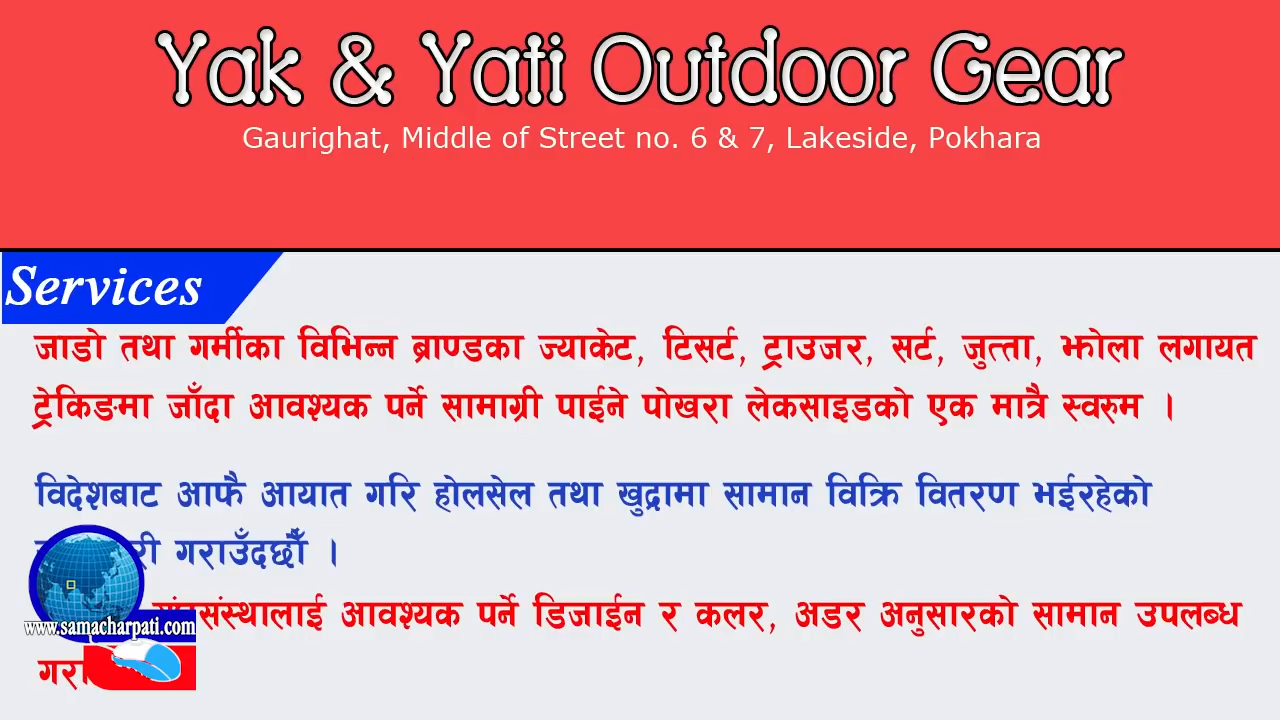 Yak & Yati Outdoor Gear
Gaurighat, Middle of Street no. 6 & 7, Lakeside, Pokhara
Services
जाडो तथा गर्मीका विभिन्न ब्राण्डका ज्याकेट, टिसर्ट, ट्राउजर, सर्ट, जुत्ता, झोला लगायत
ट्रेकिङमा जाँदा आवश्यक पर्ने सामाग्री पाईने पोखरा लेकसाइडको एक मात्रै स्वरुम ।
विदेशबाट आफै आयात गरि होलसेल तथा खुद्रामा सामान विक्रि वितरण भईरहेको
गराउँदछौँ ।
आवश्यक पर्ने डिजाईन र कलर, अडर अनुसारको सामान उपलब्ध
www.samacharpati.com